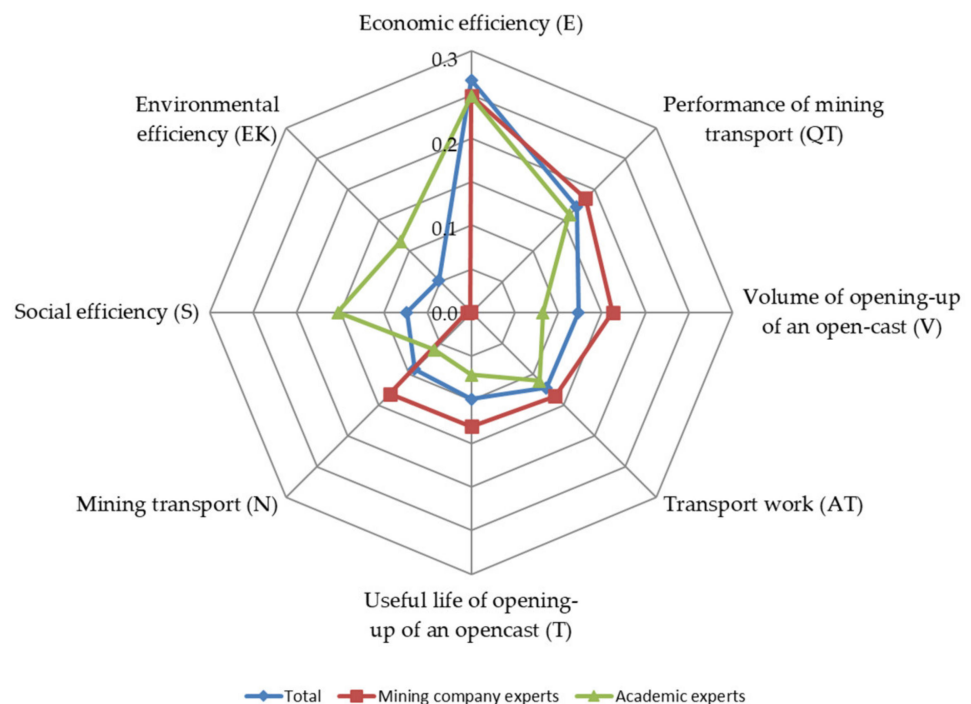 Economic efficiency (E)
0.3
Environmental
efficiency (EK)
Performance of mining
transport (QT)
0.2
0.1
Social efficiency (S)
0.0
Volume of opening-up
of an open-cast (V)
Mining transport (N)
Transport work (AT)
Useful life of opening-
up of an opencast (T)
Total
Mining company experts
Academic experts